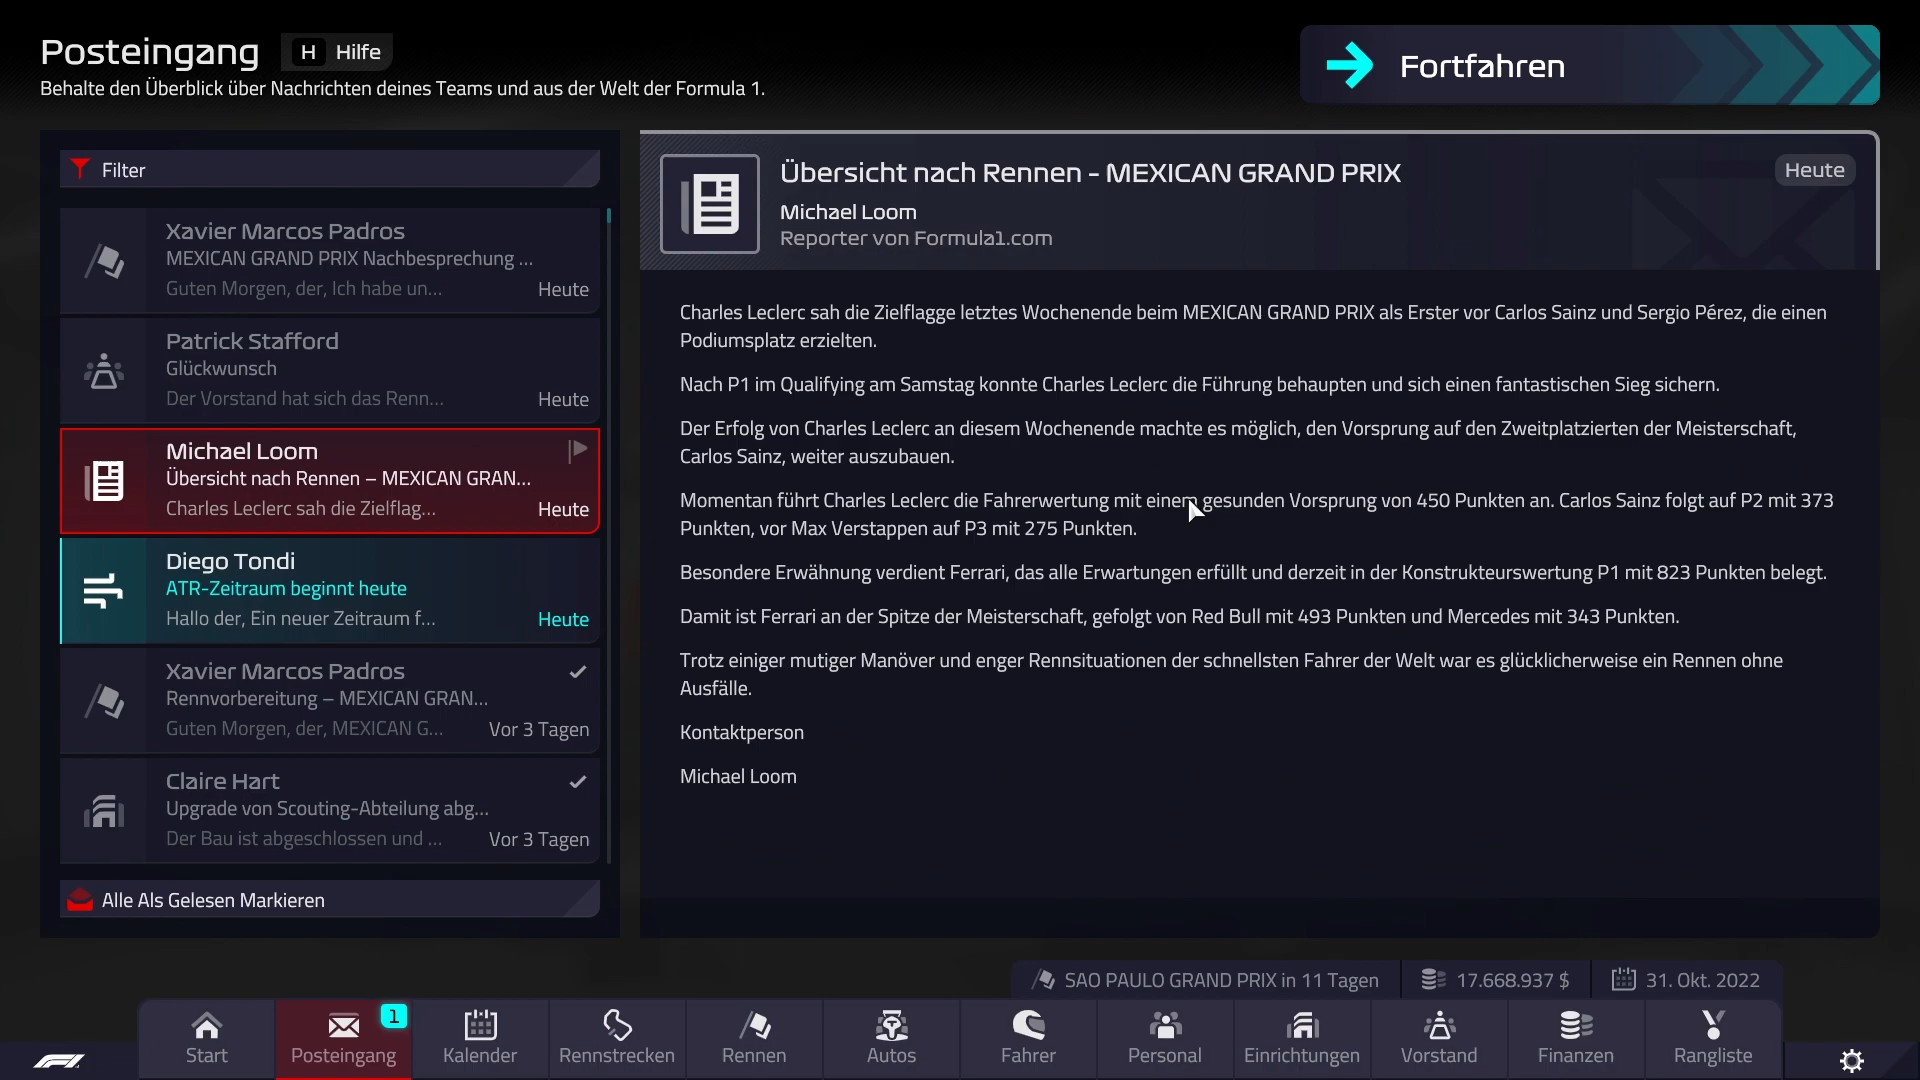 Posteingang
H Hilfe
Behalte den Überblick über Nachrichten deines Teams und aus der Welt der Formula 1.
Fortfahren
Filter
Xavier Marcos Padros
MEXICAN GRAND PRIX Nachbesprechung ...
Guten Morgen, der, Ich habe un...
Heute
Patrick Stafford
Glückwunsch
Der Vorstand hat sich das Renn...
Heute
Michael Loom
Übersicht nach Rennen – MEXICAN GRAN...
Charles Leclerc sah die Zielflag...
Heute
Diego Tondi
ATR-Zeitraum beginnt heute
Hallo der, Ein neuer Zeitraum f...
Heute
Xavier Marcos Padros
Rennvorbereitung – MEXICAN GRAN...
Guten Morgen, der, MEXICAN G...
Vor 3 Tagen
Claire Hart
Upgrade von Scouting-Abteilung abg...
Der Bau ist abgeschlossen und ...
Vor 3 Tagen
Alle Als Gelesen Markieren
Übersicht nach Rennen – MEXICAN GRAND PRIX
Heute
Michael Loom
Reporter von Formula1.com
Charles Leclerc sah die Zielflagge letztes Wochenende beim MEXICAN GRAND PRIX als Erster vor Carlos Sainz und Sergio Pérez, die einen
Podiumsplatz erzielten.
Nach P1 im Qualifying am Samstag konnte Charles Leclerc die Führung behaupten und sich einen fantastischen Sieg sichern.
Der Erfolg von Charles Leclerc an diesem Wochenende machte es möglich, den Vorsprung auf den Zweitplatzierten der Meisterschaft,
Carlos Sainz, weiter auszubauen.
Momentan führt Charles Leclerc die Fahrerwertung mit einem gesunden Vorsprung von 450 Punkten an. Carlos Sainz folgt auf P2 mit 373
Punkten, vor Max Verstappen auf P3 mit 275 Punkten.
Besondere Erwähnung verdient Ferrari, das alle Erwartungen erfüllt und derzeit in der Konstrukteurswertung P1 mit 823 Punkten belegt.
Damit ist Ferrari an der Spitze der Meisterschaft, gefolgt von Red Bull mit 493 Punkten und Mercedes mit 343 Punkten.
Trotz einiger mutiger Manöver und enger Rennsituationen der schnellsten Fahrer der Welt war es glücklicherweise ein Rennen ohne
Ausfälle.
Kontaktperson
Michael Loom
SAO PAULO GRAND PRIX in 11 Tagen
17.668.937 $
31. Okt. 2022
Start
Posteingang
1
Kalender
Rennstrecken
Rennen
Autos
Fahrer
Personal
Einrichtungen
Vorstand
Finanzen
Rangliste